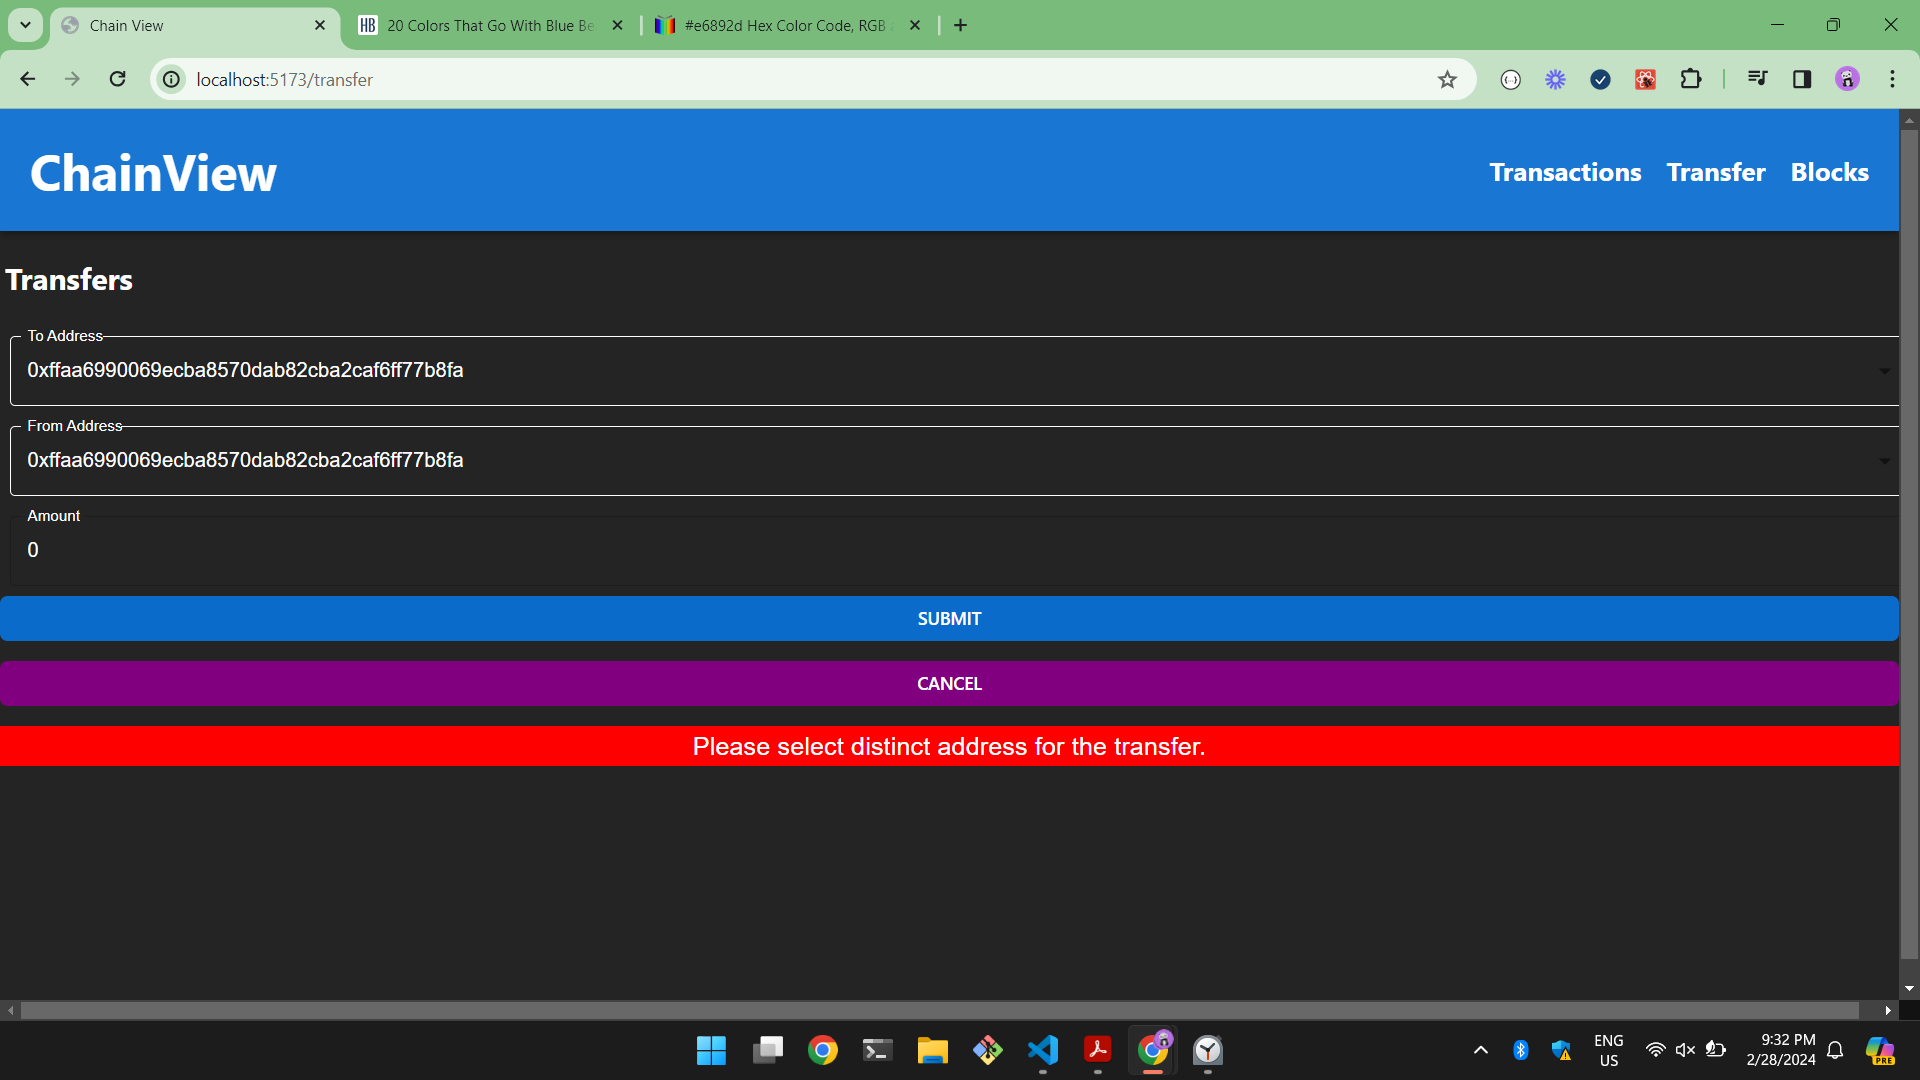 Chain View
HB 20 Colors That Go With Blue Be
#e6892d Hex Color Code, RGB
localhost:5173/transfer
ChainView
Transactions Transfer Blocks
Transfers
To Address
0xffaa6990069ecba8570dab82cba2caf6ff77b8fa
From Address
0xffaa6990069ecba8570dab82cba2caf6ff77b8fa
Amount
0
SUBMIT
CANCEL
Please select distinct address for the transfer.
ENG
US
9:32 PM
2/28/2024
PRE